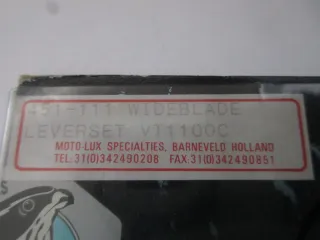 451-111 WIDEBLADE
LEVERSET VT1100C
MOTO-LUX SPECIALTIES, BARNEVELD HOLLAND
TEL:31(0)342490208 FAX.31(0)342490851